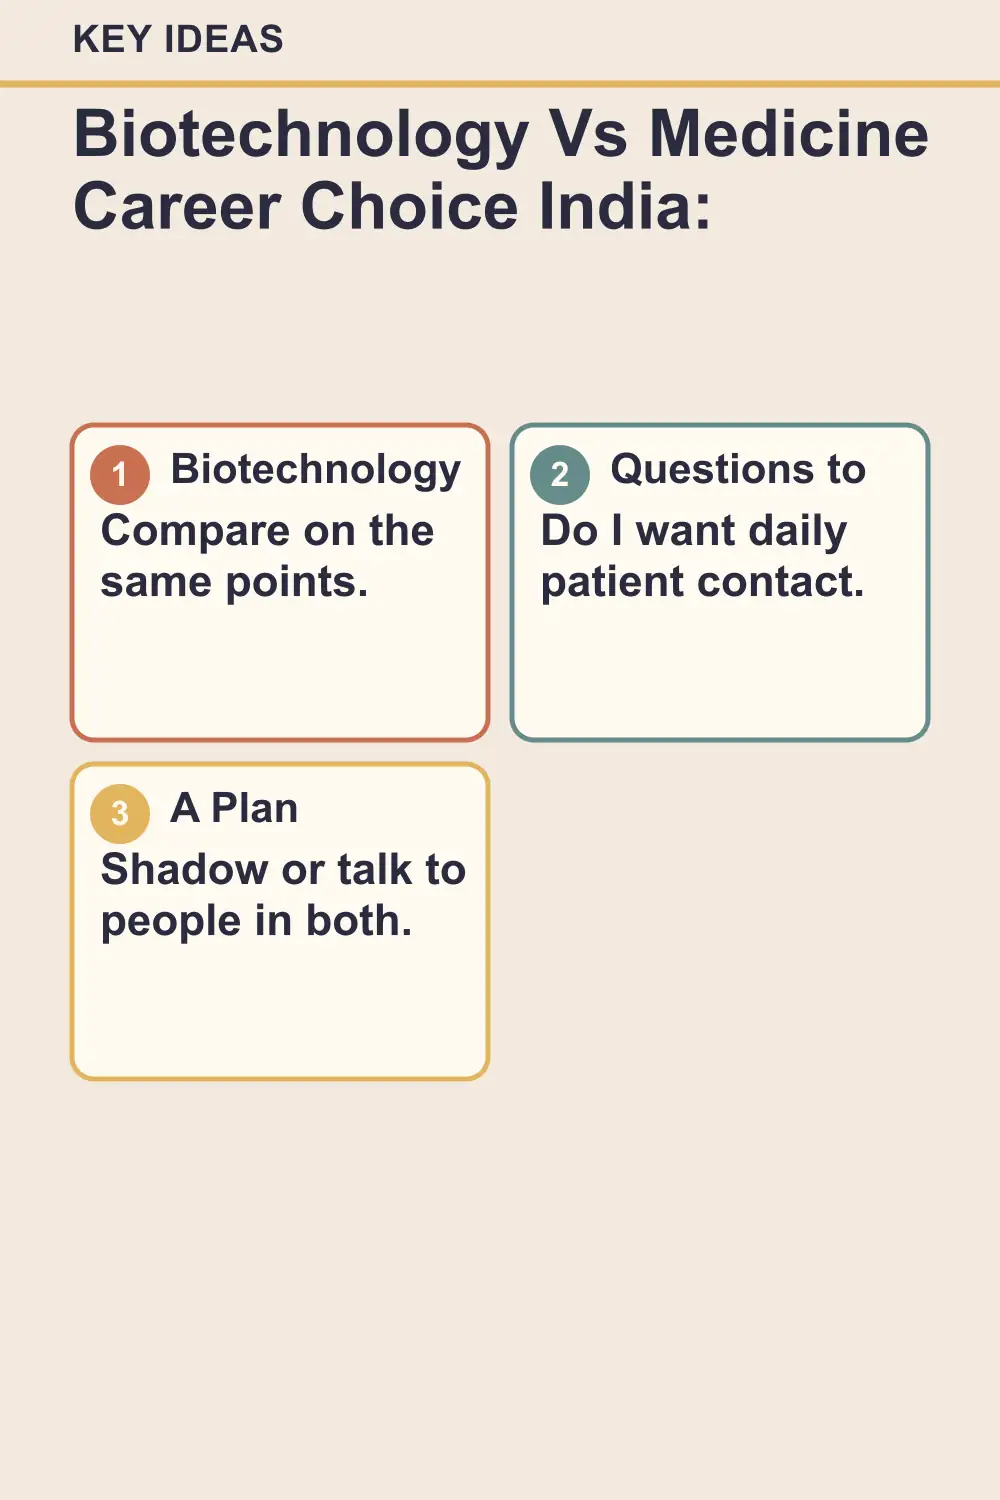 KEY IDEAS
Biotechnology Vs Medicine
Career Choice India:
1 Biotechnology
Compare on the
same points.
2 Questions to
Do I want daily
patient contact.
3 A Plan
Shadow or talk to
people in both.